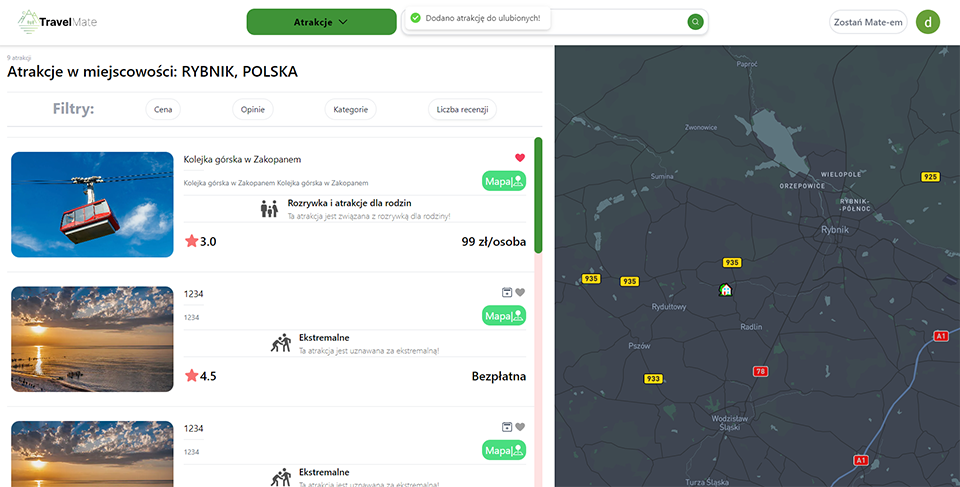 TravelMate
Atrakcje
Dodano atrakcję do ulubionych!
Zostań Mate-em
d
9 atrakcji
Atrakcje w miejscowości: RYBNIK, POLSKA
Filtry:
Cena
Opinie
Kategorie
Liczba recenzji
Kolejka górska w Zakopanem
Kolejka górska w Zakopanem Kolejka górska w Zakopanem
Mapa
Rozrywka i atrakcje dla rodzin
Ta atrakcja jest związana z rozrywką dla rodziny!
3.0
99 zł/osoba
1234
1234
Mapa
Ekstremalne
Ta atrakcja jest uznawana za ekstremalną!
4.5
Bezpłatna
1234
1234
Mapa
Ekstremalne
Ta atrakcja jest uznawana za ekstremalną!
Paproć
Zwonowice
Sumina
WIELOPOLE
925
ORZEPOWICE
RYBNIK-
-PÓŁNOC
Rybnik
935
935
935
Rydułtowy
Radlin
A1
Pszów
78
933
Wodzisław
Śląski
A1
Turza Śląska